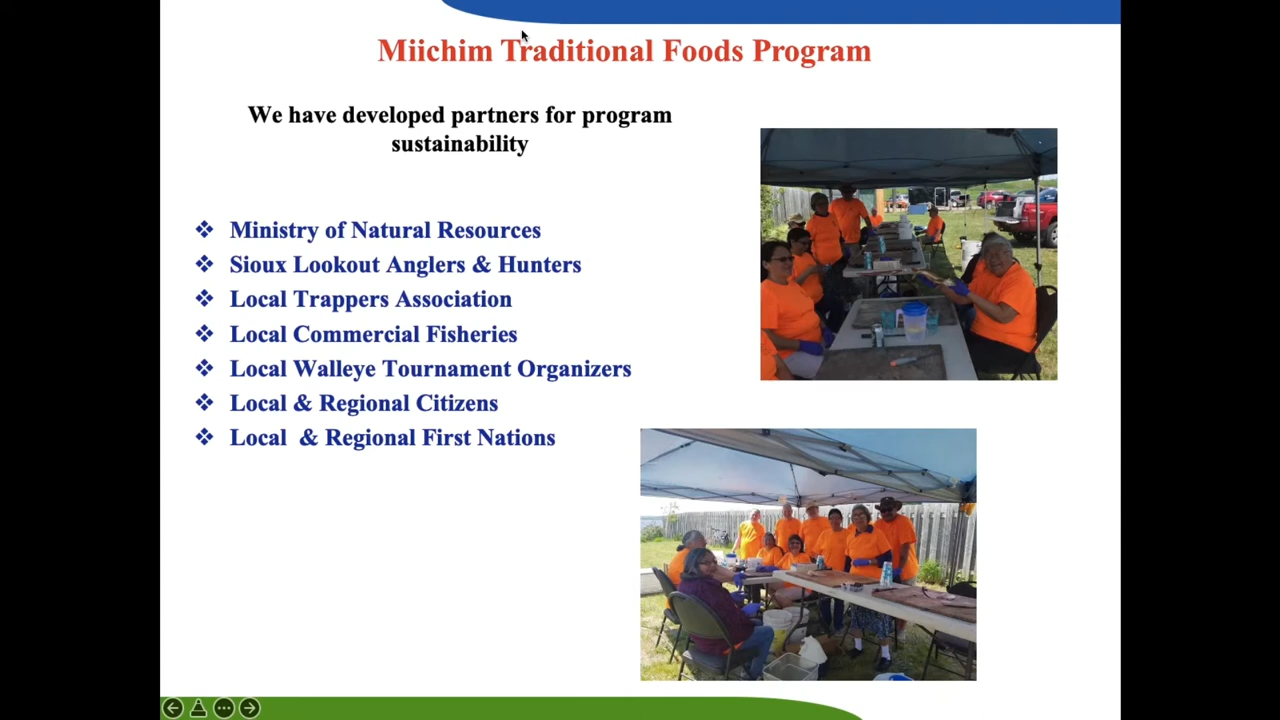 Miichim Traditional Foods Program
We have developed partners for program
sustainability
❖ Ministry of Natural Resources
❖ Sioux Lookout Anglers & Hunters
❖ Local Trappers Association
❖ Local Commercial Fisheries
❖ Local Walleye Tournament Organizers
❖ Local & Regional Citizens
❖ Local & Regional First Nations